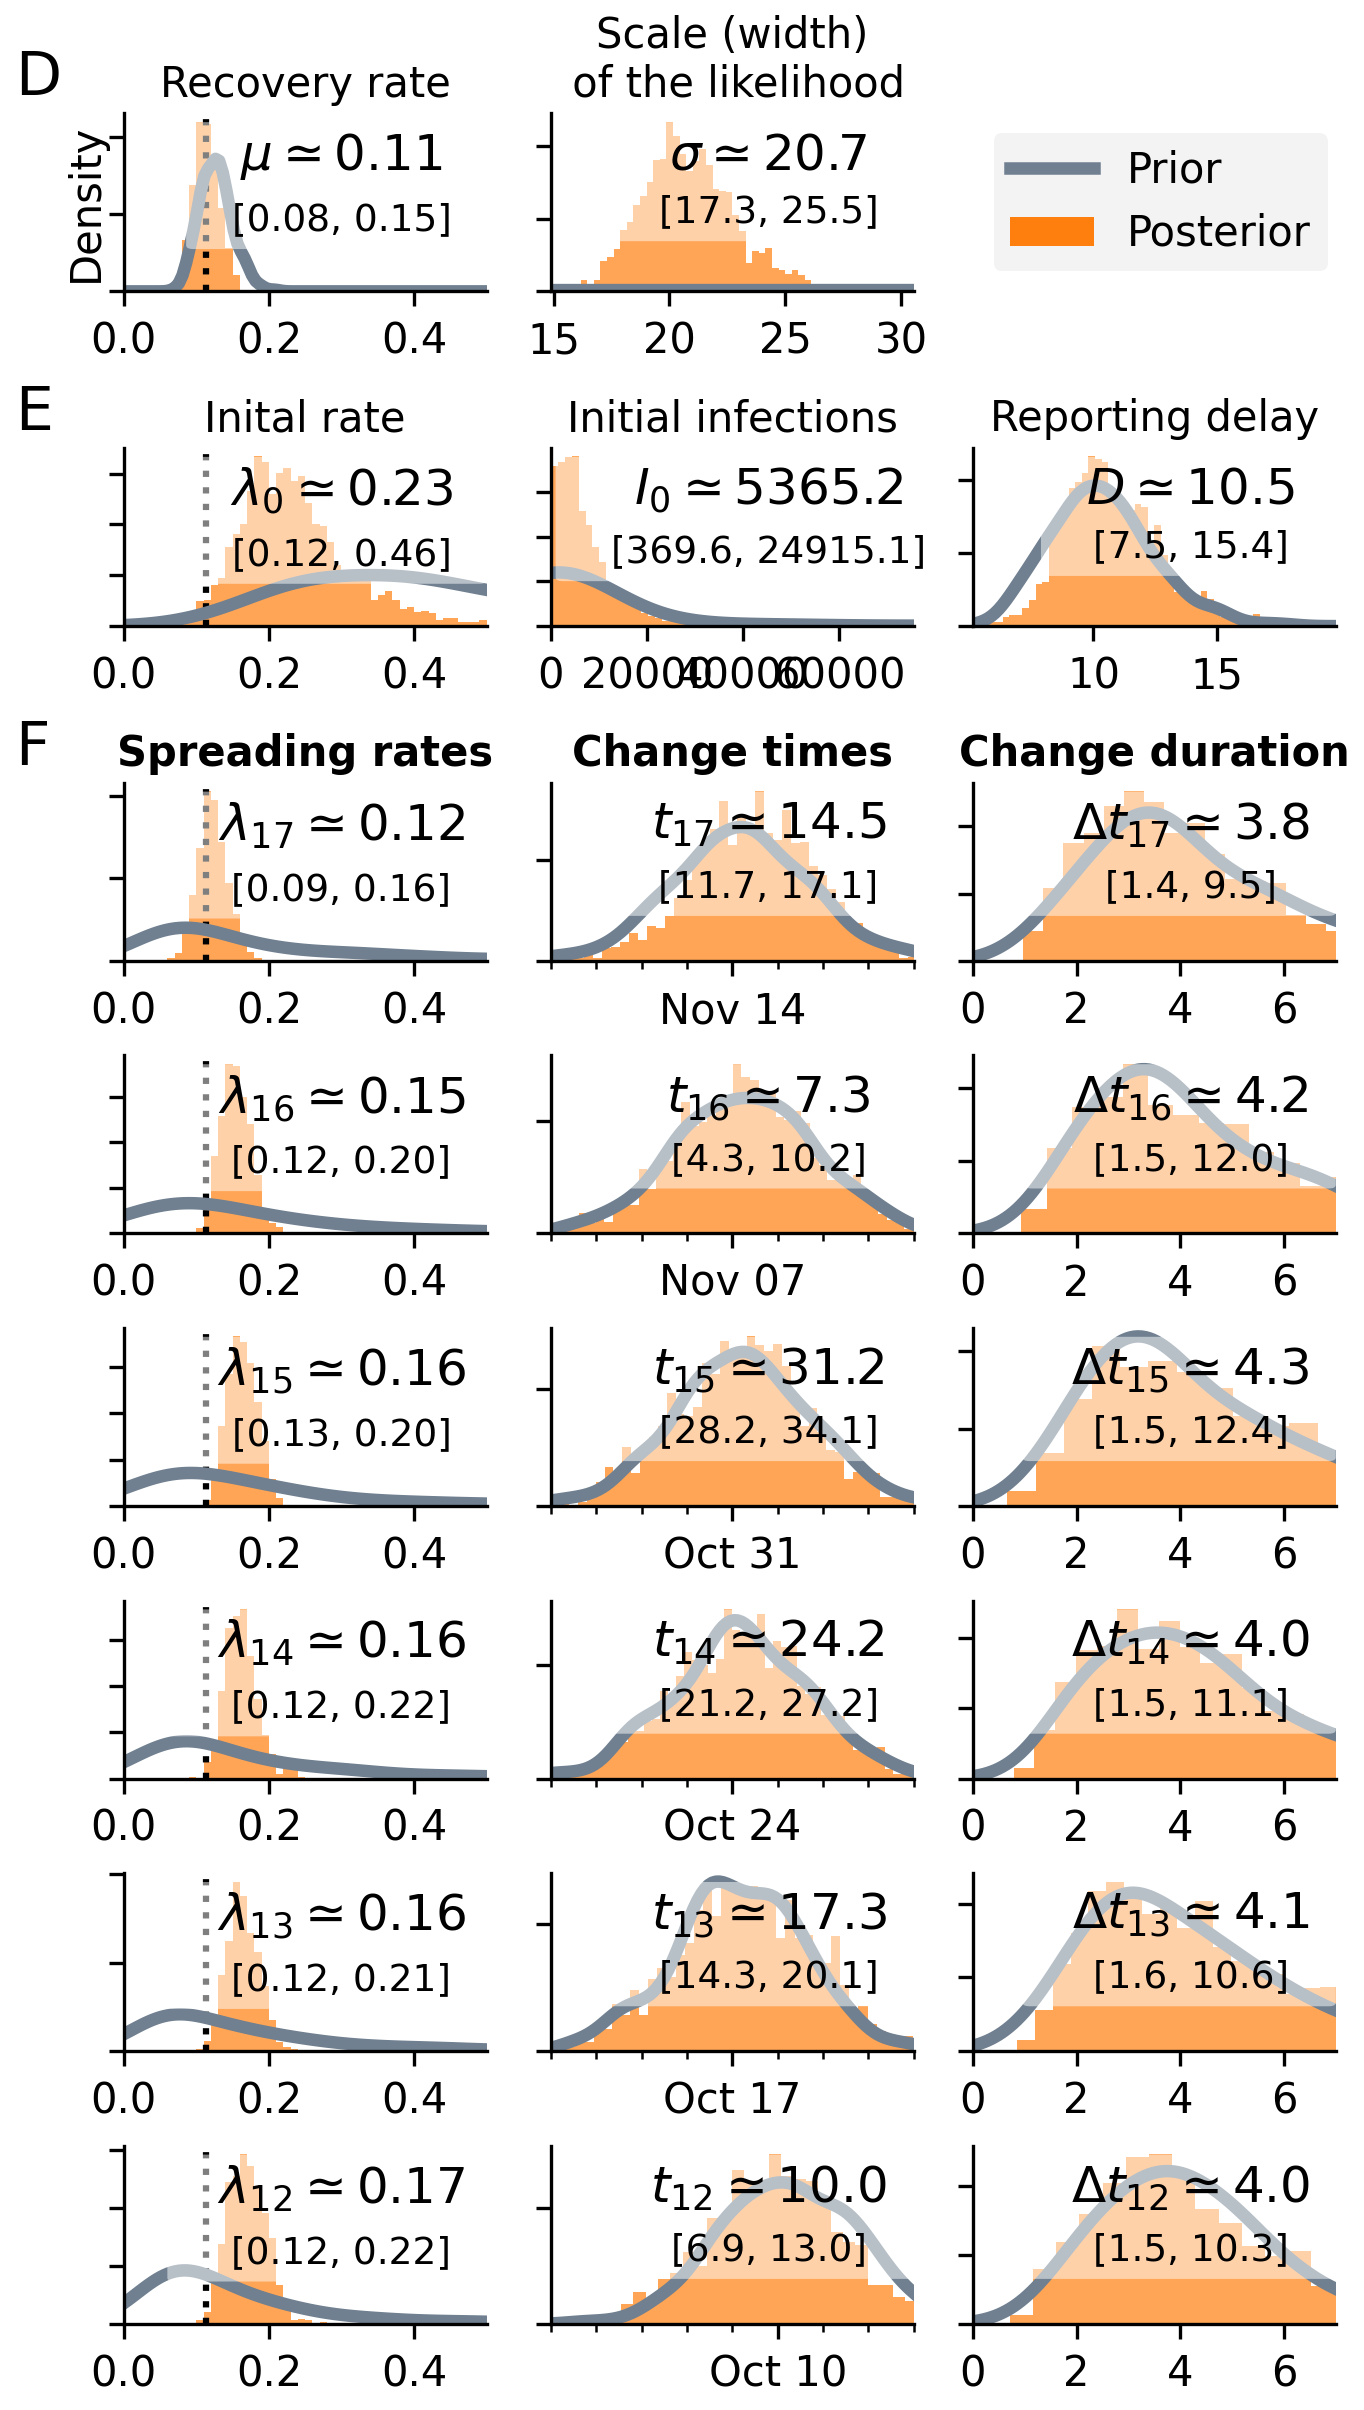 D
Recovery rate
Scale (width)
of the likelihood
Density
μ ≃ 0.11
[0.08, 0.15]
0.0 0.2 0.4
σ ≃ 20.7
[17.3, 25.5]
15 20 25 30
Prior
Posterior
E
Inital rate
Initial infections
Reporting delay
λ0 ≃ 0.23
[0.12, 0.46]
0.0 0.2 0.4
I0 ≃ 5365.2
[369.6, 24915.1]
0 20000 40000 60000
D ≃ 10.5
[7.5, 15.4]
10 15
F
Spreading rates
Change times
Change duration
λ17 ≃ 0.12
[0.09, 0.16]
0.0 0.2 0.4
t17 ≃ 14.5
[11.7, 17.1]
Nov 14
Δt17 ≃ 3.8
[1.4, 9.5]
0 2 4 6
λ16 ≃ 0.15
[0.12, 0.20]
0.0 0.2 0.4
t16 ≃ 7.3
[4.3, 10.2]
Nov 07
Δt16 ≃ 4.2
[1.5, 12.0]
0 2 4 6
λ15 ≃ 0.16
[0.13, 0.20]
0.0 0.2 0.4
t15 ≃ 31.2
[28.2, 34.1]
Oct 31
Δt15 ≃ 4.3
[1.5, 12.4]
0 2 4 6
λ14 ≃ 0.16
[0.12, 0.22]
0.0 0.2 0.4
t14 ≃ 24.2
[21.2, 27.2]
Oct 24
Δt14 ≃ 4.0
[1.5, 11.1]
0 2 4 6
λ13 ≃ 0.16
[0.12, 0.21]
0.0 0.2 0.4
t13 ≃ 17.3
[14.3, 20.1]
Oct 17
Δt13 ≃ 4.1
[1.6, 10.6]
0 2 4 6
λ12 ≃ 0.17
[0.12, 0.22]
0.0 0.2 0.4
t12 ≃ 10.0
[6.9, 13.0]
Oct 10
Δt12 ≃ 4.0
[1.5, 10.3]
0 2 4 6